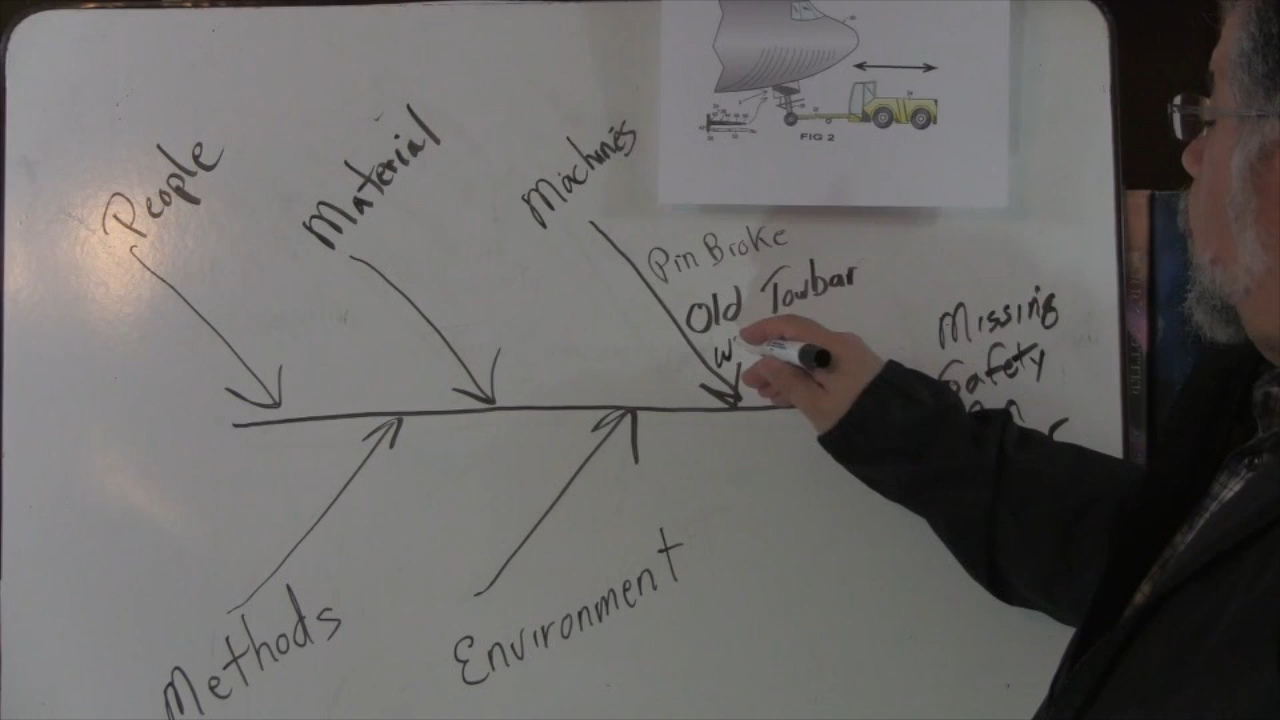 FIG 2
People
Material
Machines
Pin Broke
Old Towbar
Missing
Safety
Methods
Environment